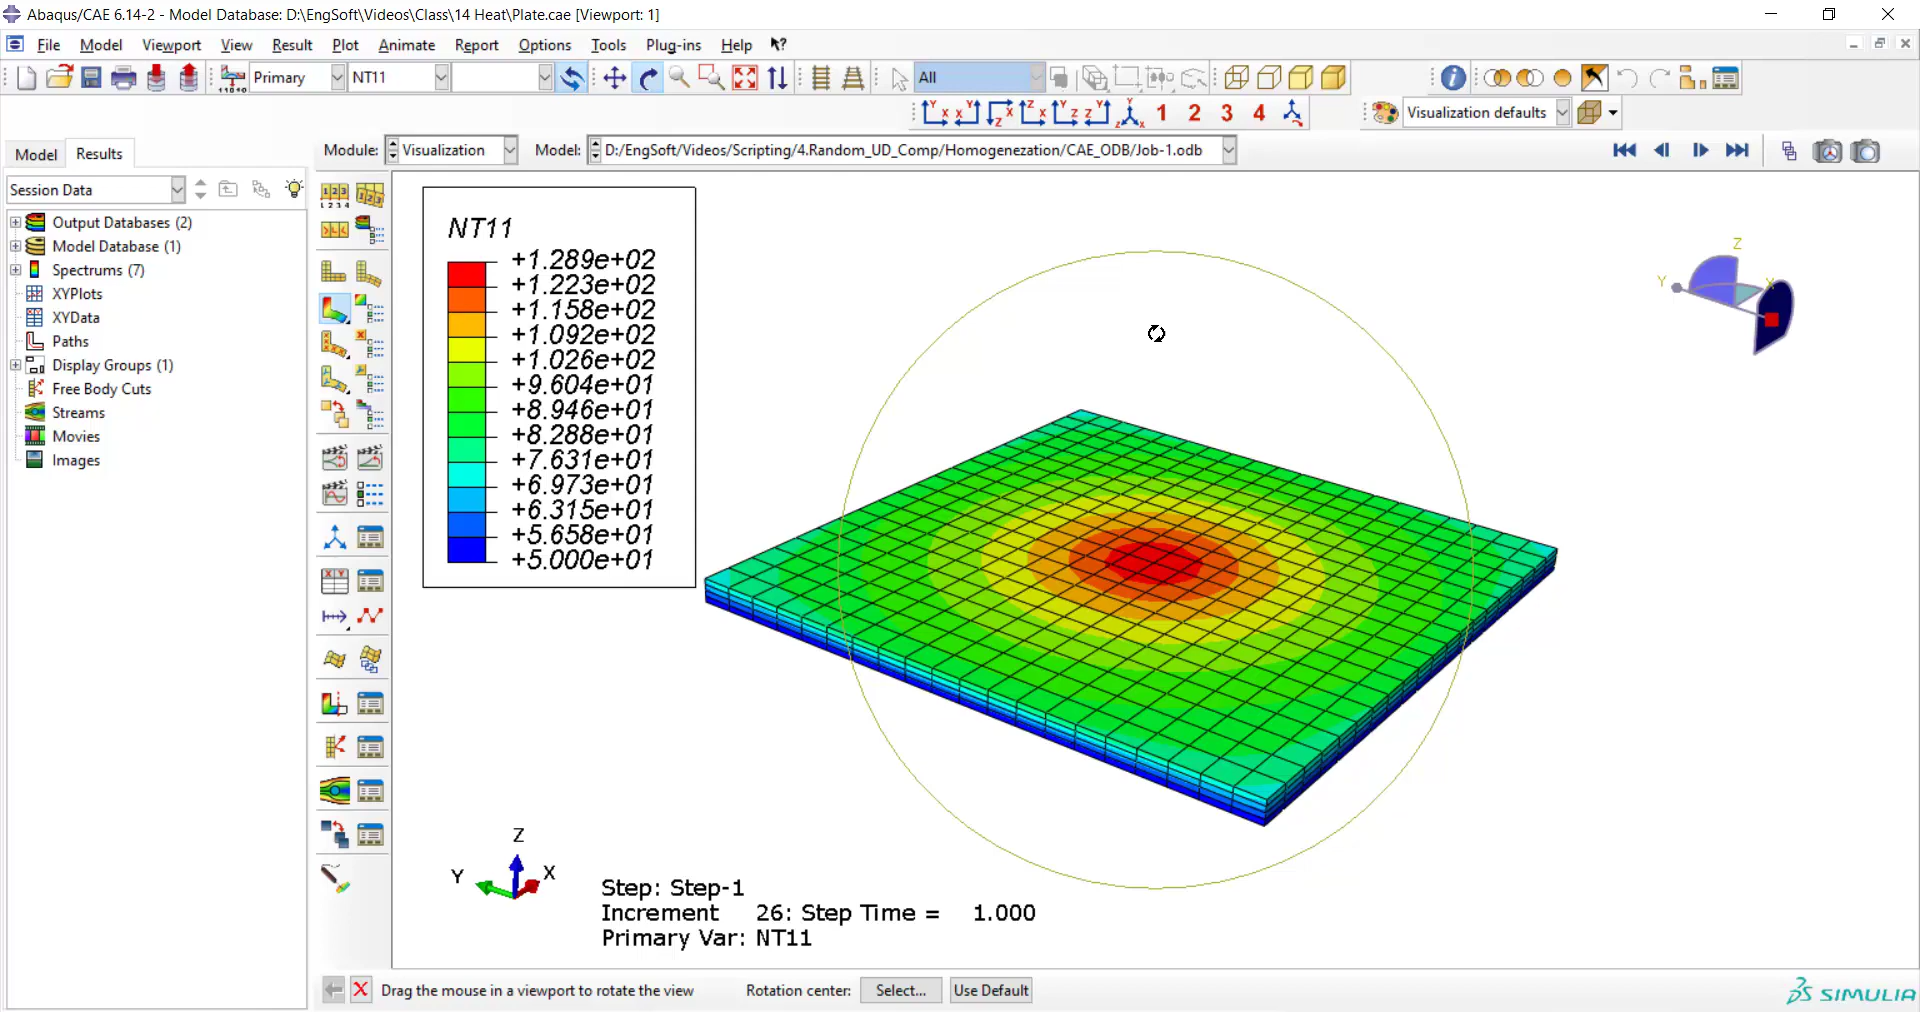 Abaqus/CAE 6.14-2 - Model Database: D:\EngSoft\Videos\Class\14 Heat\Plate.cae [Viewport: 1]
File Model Viewport View Result Plot Animate Report Options Tools Plug-ins Help
Primary NT11 All
1 2 3 4 Visualization defaults
Model Results Module: Visualization Model: D:/EngSoft/Videos/Scripting/4.Random_UD_Comp/Homogenezation/CAE_ODB/Job-1.odb
Session Data
Output Databases (2)
Model Database (1)
Spectrums (7)
XYPlots
XYData
Paths
Display Groups (1)
Free Body Cuts
Streams
Movies
Images
NT11
+1.289e+02
+1.223e+02
+1.158e+02
+1.092e+02
+1.026e+02
+9.604e+01
+8.946e+01
+8.288e+01
+7.631e+01
+6.973e+01
+6.315e+01
+5.658e+01
+5.000e+01
Z
Y X
Z
Y X
Step: Step-1
Increment 26: Step Time = 1.000
Primary Var: NT11
Drag the mouse in a viewport to rotate the view Rotation center: Select... Use Default
SIMULIA